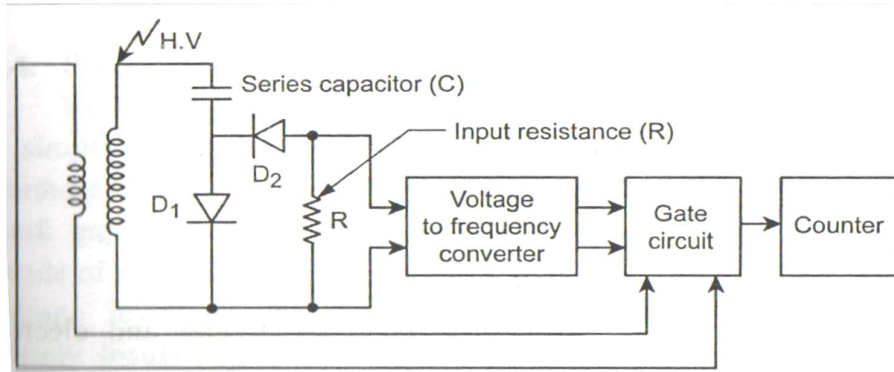 H.V
Series capacitor (C)
Input resistance (R)
D2
D1
R
Voltage
to frequency
converter
Gate
circuit
Counter